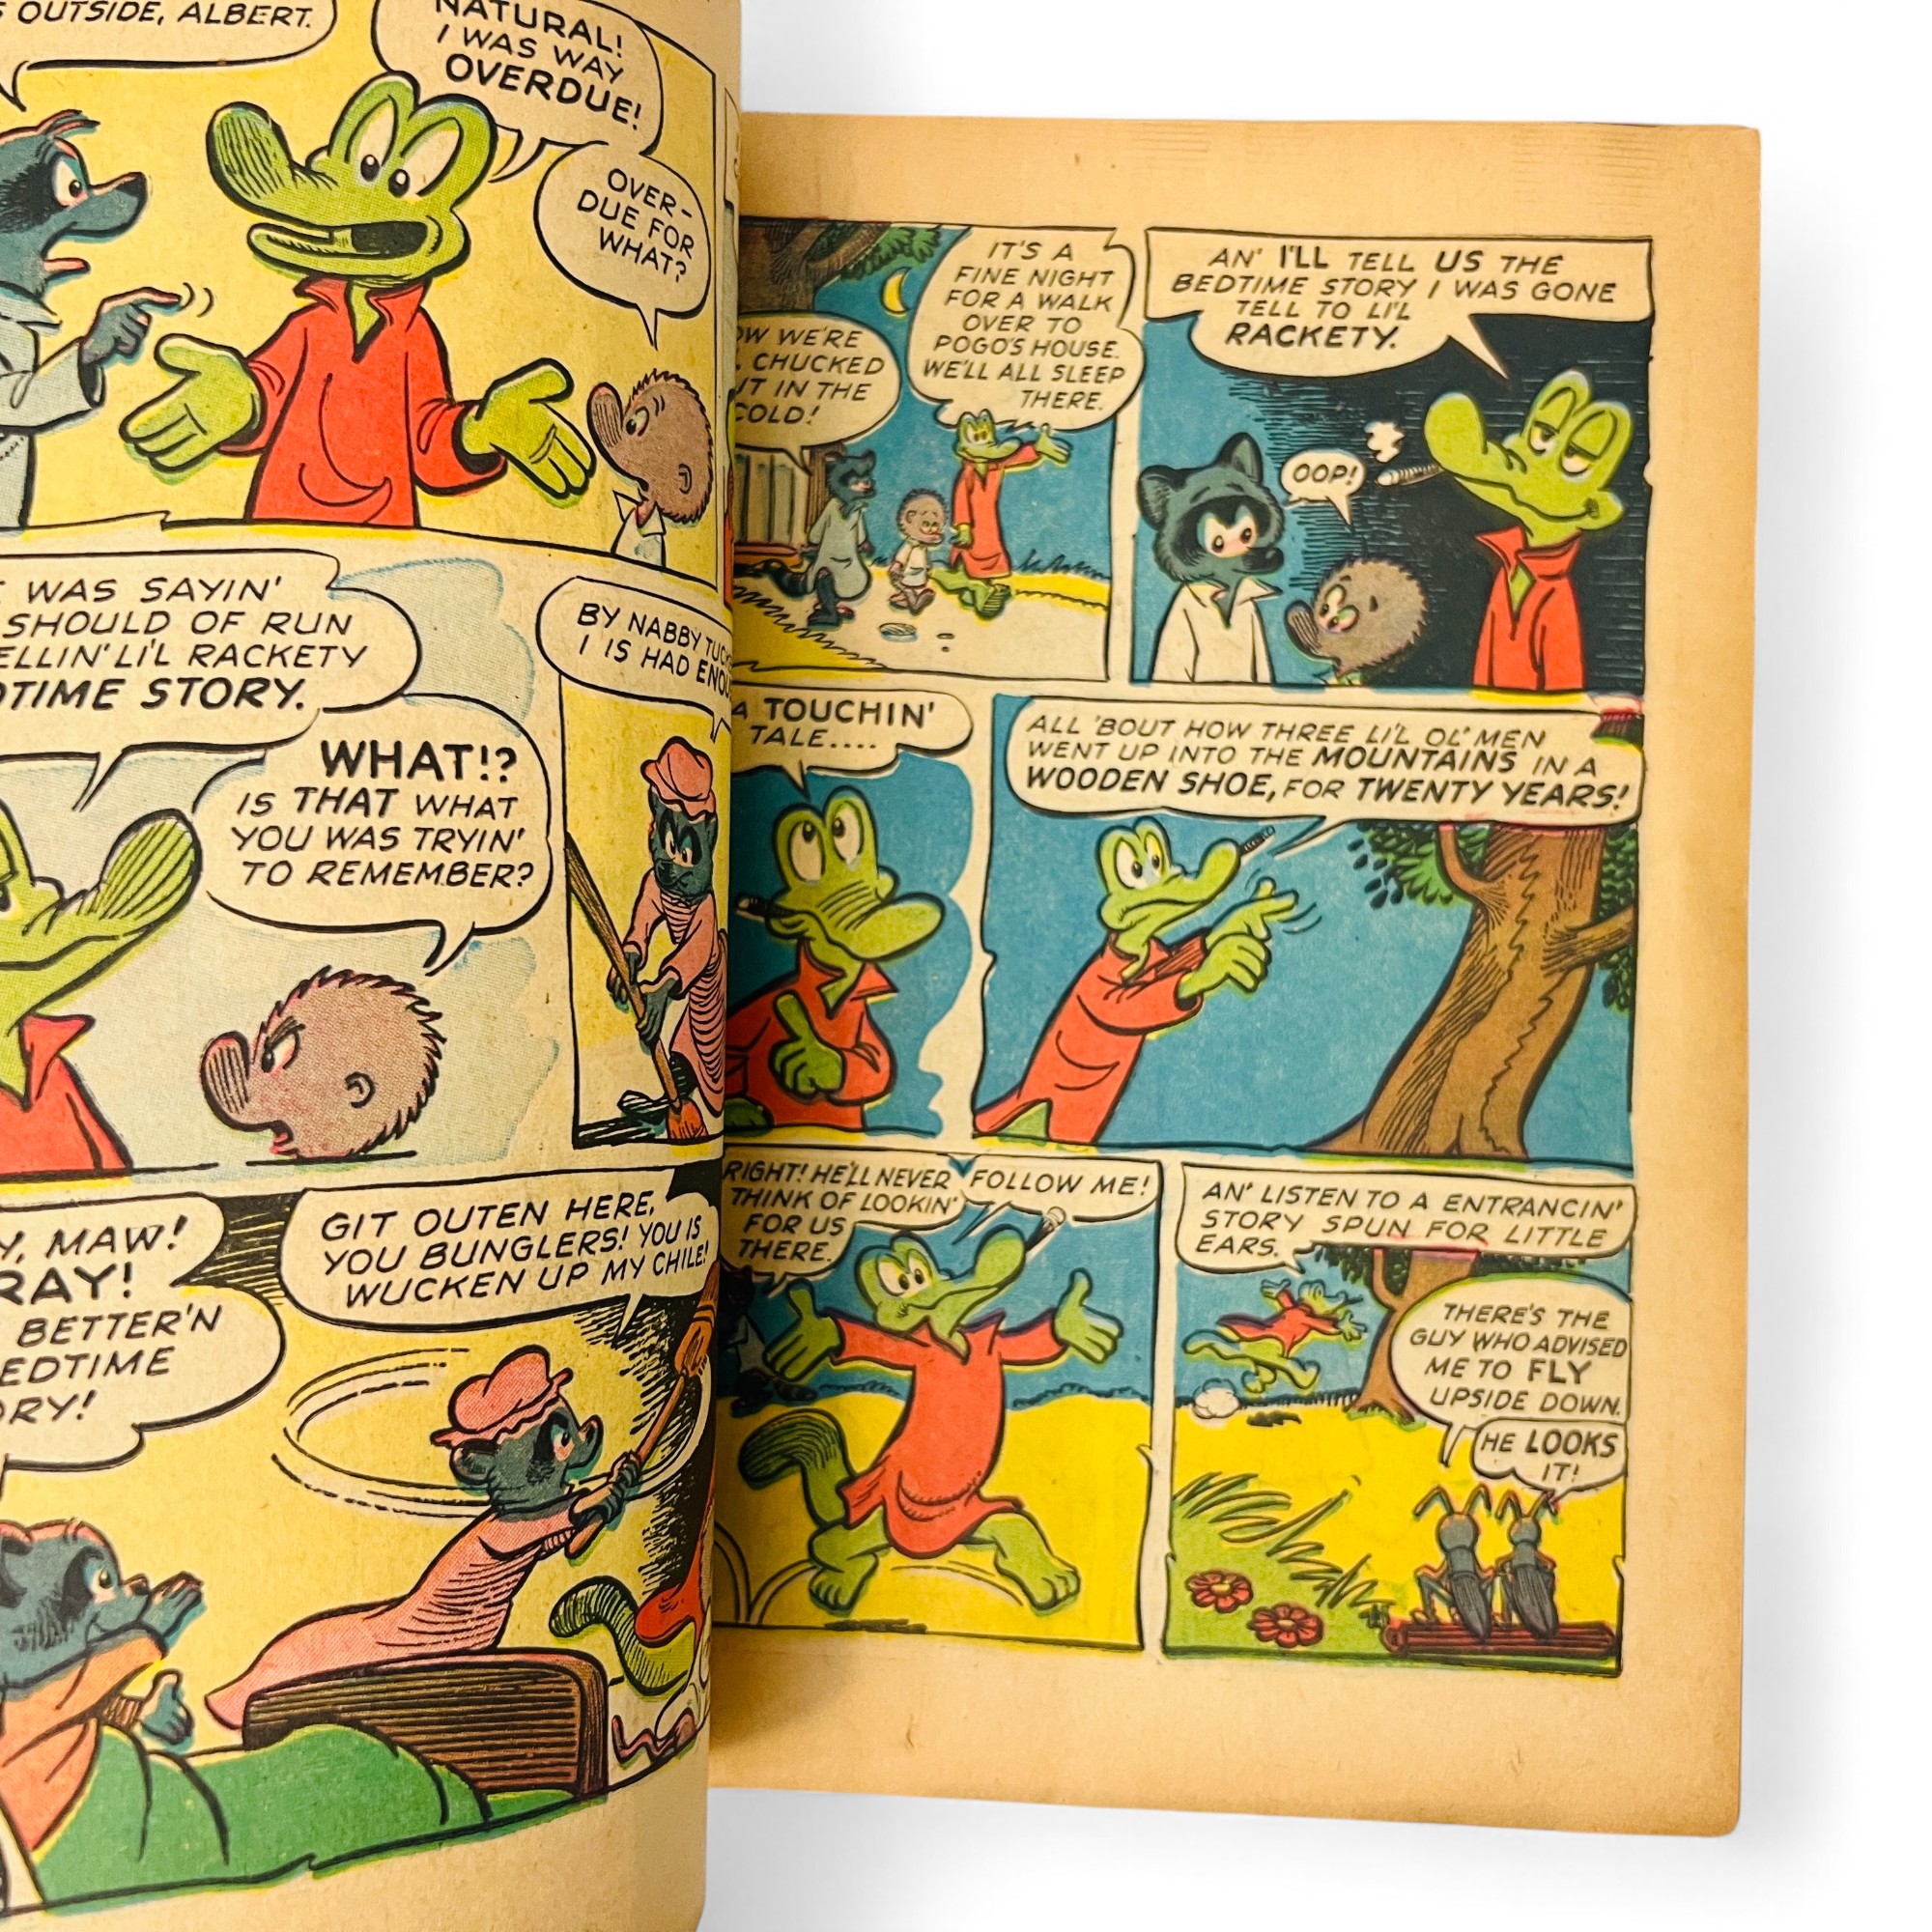 OUTSIDE, ALBERT.
NATURAL!
I WAS WAY
OVERDUE!
OVER-
DUE FOR
WHAT?
WAS SAYIN'
SHOULD OF RUN
LI'L RACKETY
TIME STORY.
WHAT!?
IS THAT WHAT
YOU WAS TRYIN'
TO REMEMBER?
BY NABBY
I IS HAD
MAW!
BETTER'N
STORY!
GIT OUTEN HERE,
YOU BUNGLERS! YOU IS
WUCKEN UP MY CHILE!
WE'RE
CHUCKED
IN THE
COLD!
IT'S A
FINE NIGHT
FOR A WALK
OVER TO
POGO'S HOUSE.
WE'LL ALL SLEEP
THERE.
AN' I'LL TELL US THE
BEDTIME STORY I WAS GONE
TELL TO LI'L
RACKETY.
OOP!
A TOUCHIN'
TALE....
ALL 'BOUT HOW THREE LI'L OL' MEN
WENT UP INTO THE MOUNTAINS IN A
WOODEN SHOE, FOR TWENTY YEARS!
RIGHT! HE'LL NEVER
THINK OF LOOKIN'
FOR US
THERE.
FOLLOW ME!
AN' LISTEN TO A ENTRANCIN'
STORY SPUN FOR LITTLE
EARS.
THERE'S THE
GUY WHO ADVISED
ME TO FLY
UPSIDE DOWN.
HE LOOKS
IT!